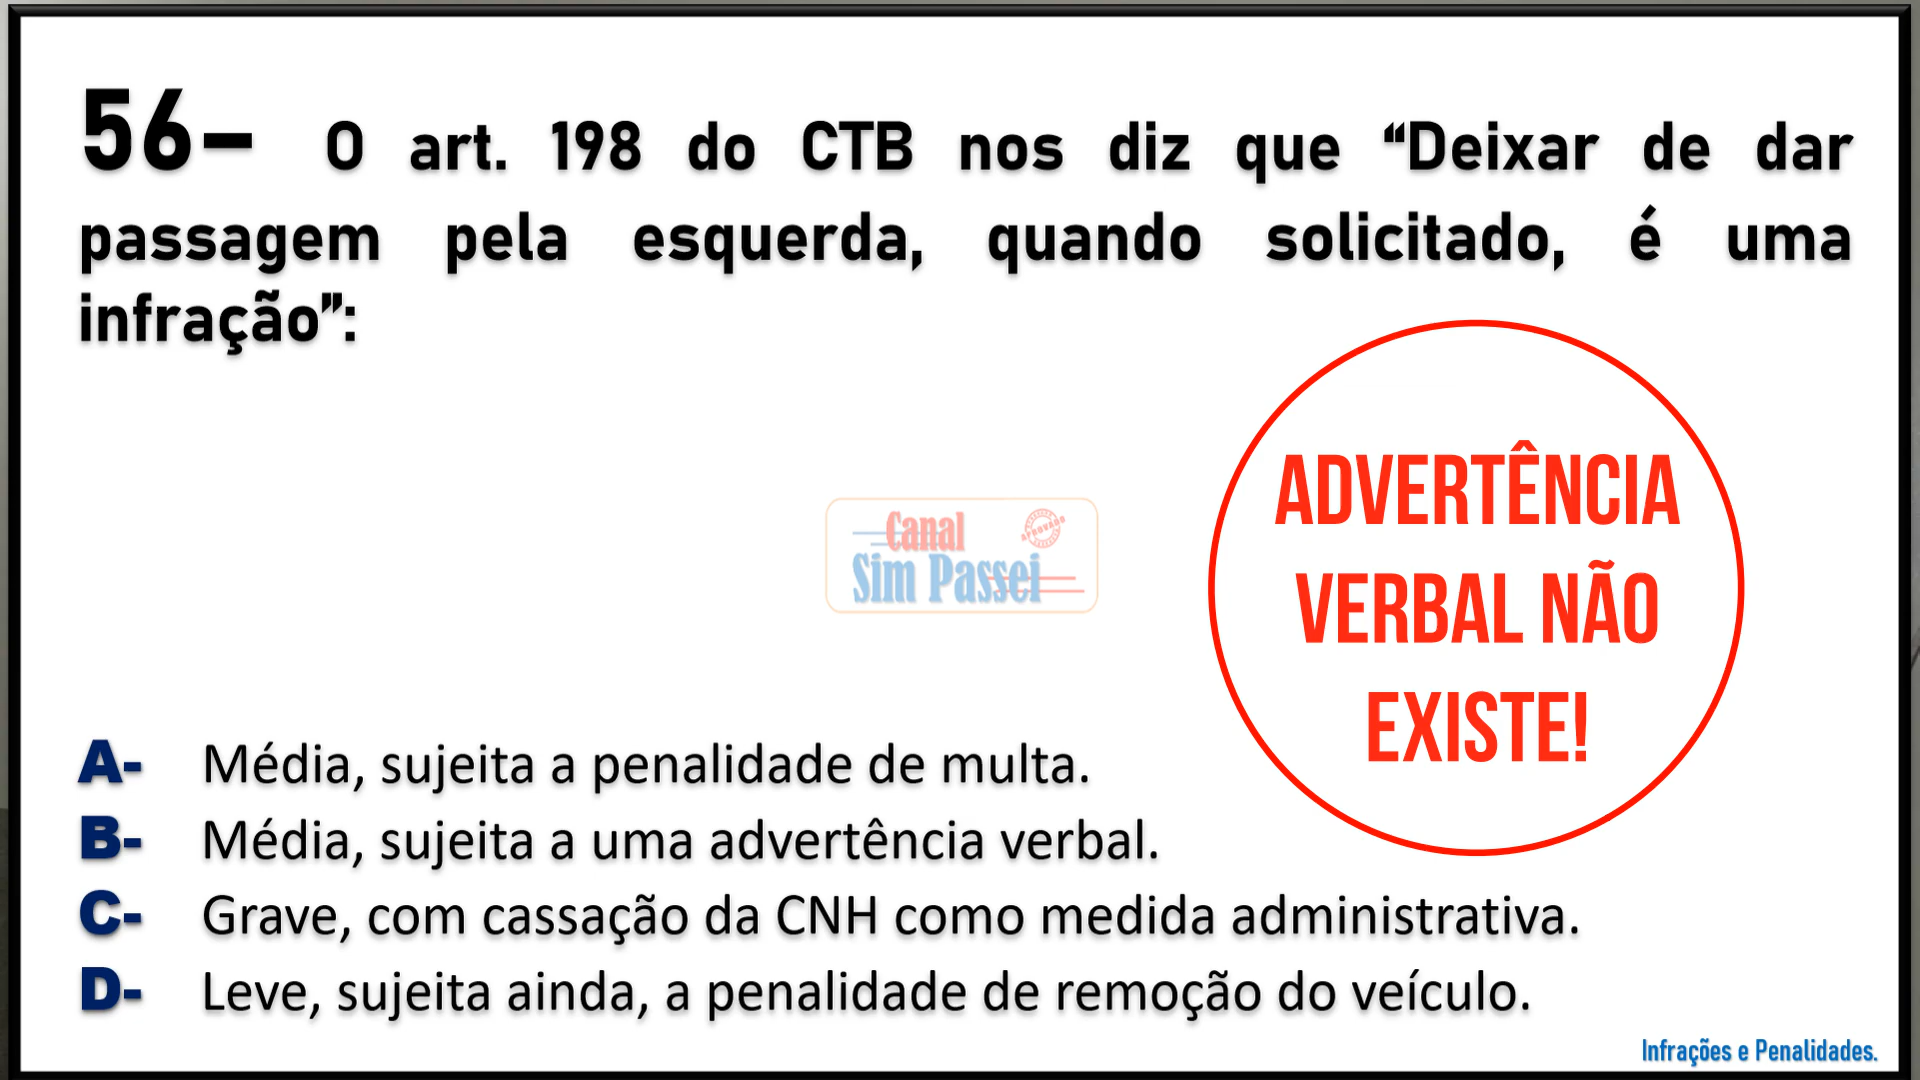 56- O art. 198 do CTB nos diz que “Deixar de dar
passagem pela esquerda, quando solicitado, é uma
infração”:
ADVERTÊNCIA
VERBAL NÃO
EXISTE!
Canal
APROVADO
Sim Passei
A- Média, sujeita a penalidade de multa.
B- Média, sujeita a uma advertência verbal.
C- Grave, com cassação da CNH como medida administrativa.
D- Leve, sujeita ainda, a penalidade de remoção do veículo.
Infrações e Penalidades.